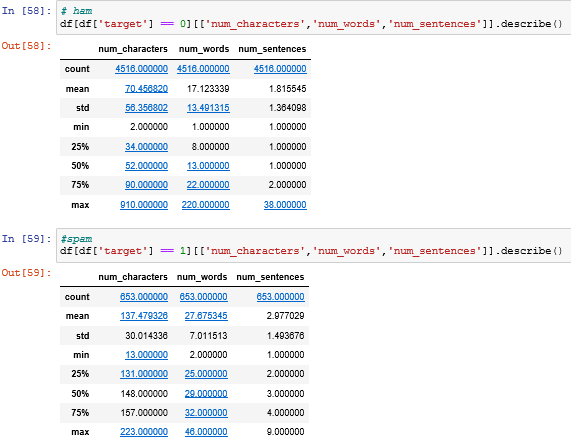 In [58]: # ham
df[df['target'] == 0][['num_characters','num_words','num_sentences']].describe()
Out[58]:
num_characters num_words num_sentences
count 4516.000000 4516.000000 4516.000000
mean 70.456820 17.123339 1.815545
std 56.356802 13.491315 1.364098
min 2.000000 1.000000 1.000000
25% 34.000000 8.000000 1.000000
50% 52.000000 13.000000 1.000000
75% 90.000000 22.000000 2.000000
max 910.000000 220.000000 38.000000
In [59]: #spam
df[df['target'] == 1][['num_characters','num_words','num_sentences']].describe()
Out[59]:
num_characters num_words num_sentences
count 653.000000 653.000000 653.000000
mean 137.479326 27.675345 2.977029
std 30.014336 7.011513 1.493676
min 13.000000 2.000000 1.000000
25% 131.000000 25.000000 2.000000
50% 148.000000 29.000000 3.000000
75% 157.000000 32.000000 4.000000
max 223.000000 46.000000 9.000000